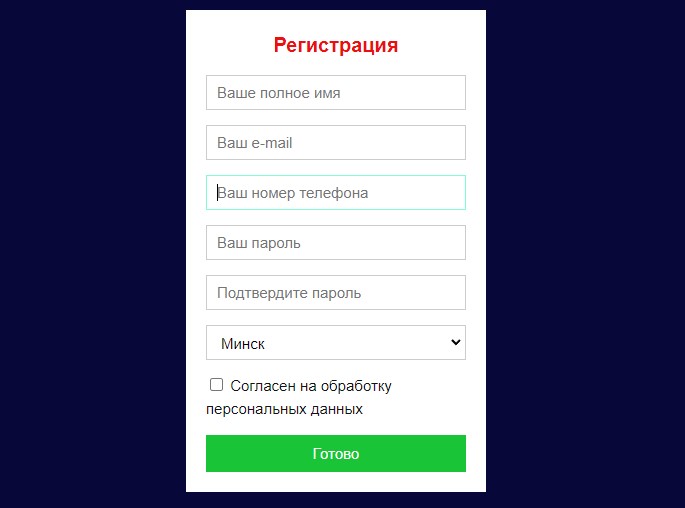 Регистрация
Ваше полное имя
Ваш e-mail
Ваш номер телефона
Ваш пароль
Подтвердите пароль
Минск
Согласен на обработку
персональных данных
Готово